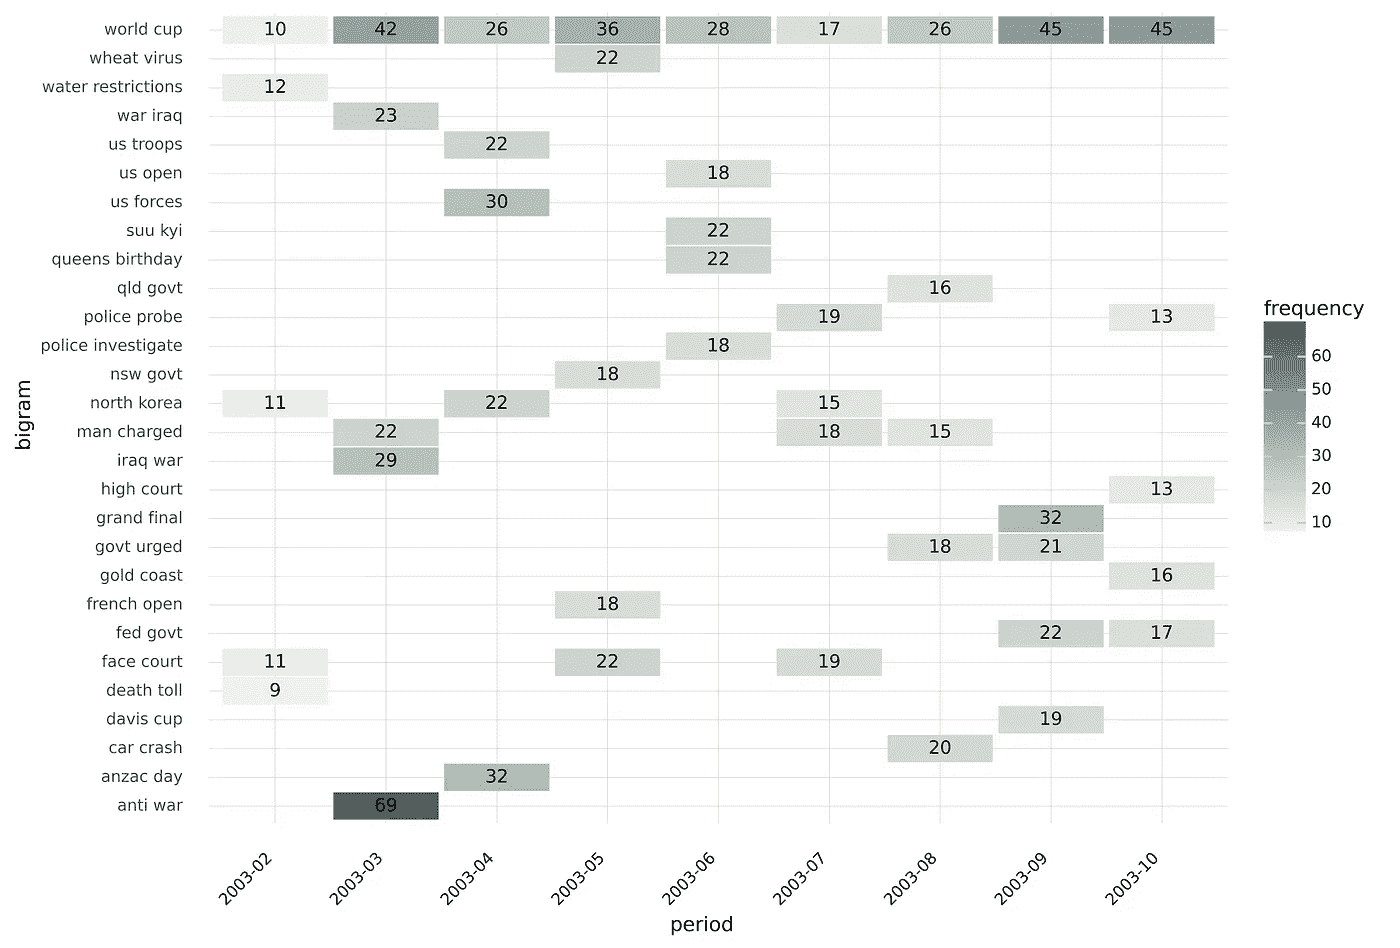 world cup 10 42 26 36 28 17 26 45 45
wheat virus 22
water restrictions 12
war iraq 23
us troops 22
us open 18
us forces 30
suu kyi 22
queens birthday 22
qld govt 16
police probe 19 13
police investigate 18
nsw govt 18
north korea 11 22 15
man charged 22 18 15
iraq war 29
high court 13
grand final 32
govt urged 18 21
gold coast 16
french open 18
fed govt 22 17
face court 11 22 19
death toll 9
davis cup 19
car crash 20
anzac day 32
anti war 69
bigram
2003-02 2003-03 2003-04 2003-05 2003-06 2003-07 2003-08 2003-09 2003-10
period
frequency
60
50
40
30
20
10